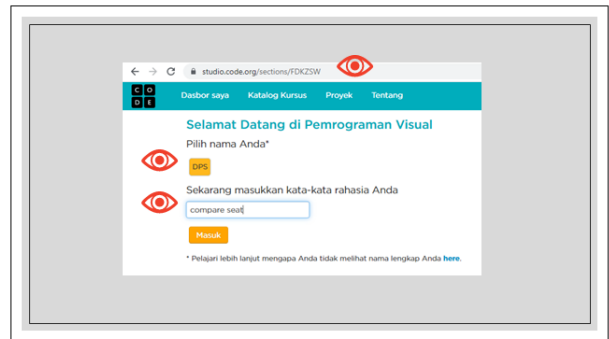 studio.code.org/sections/FDKZSW
C O
D E
Dasbor saya Katalog Kursus Proyek Tentang
Selamat Datang di Pemrograman Visual
Pilih nama Anda*
DPS
Sekarang masukkan kata-kata rahasia Anda
compare seat
Masuk
* Pelajari lebih lanjut mengapa Anda tidak melihat nama lengkap Anda here.